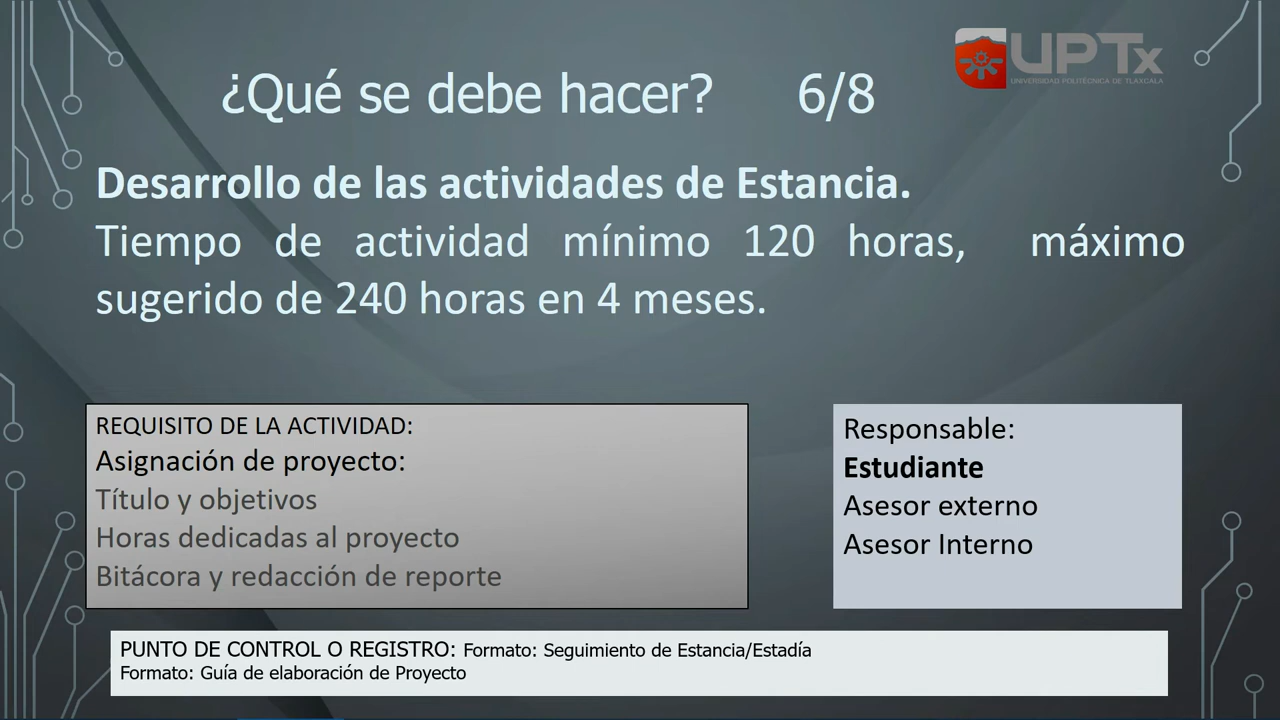 UPTx
UNIVERSIDAD POLITÉCNICA DE TLAXCALA
¿Qué se debe hacer? 6/8
Desarrollo de las actividades de Estancia.
Tiempo de actividad mínimo 120 horas, máximo
sugerido de 240 horas en 4 meses.
REQUISITO DE LA ACTIVIDAD:
Asignación de proyecto:
Título y objetivos
Horas dedicadas al proyecto
Bitácora y redacción de reporte
Responsable:
Estudiante
Asesor externo
Asesor Interno
PUNTO DE CONTROL O REGISTRO: Formato: Seguimiento de Estancia/Estadía
Formato: Guía de elaboración de Proyecto